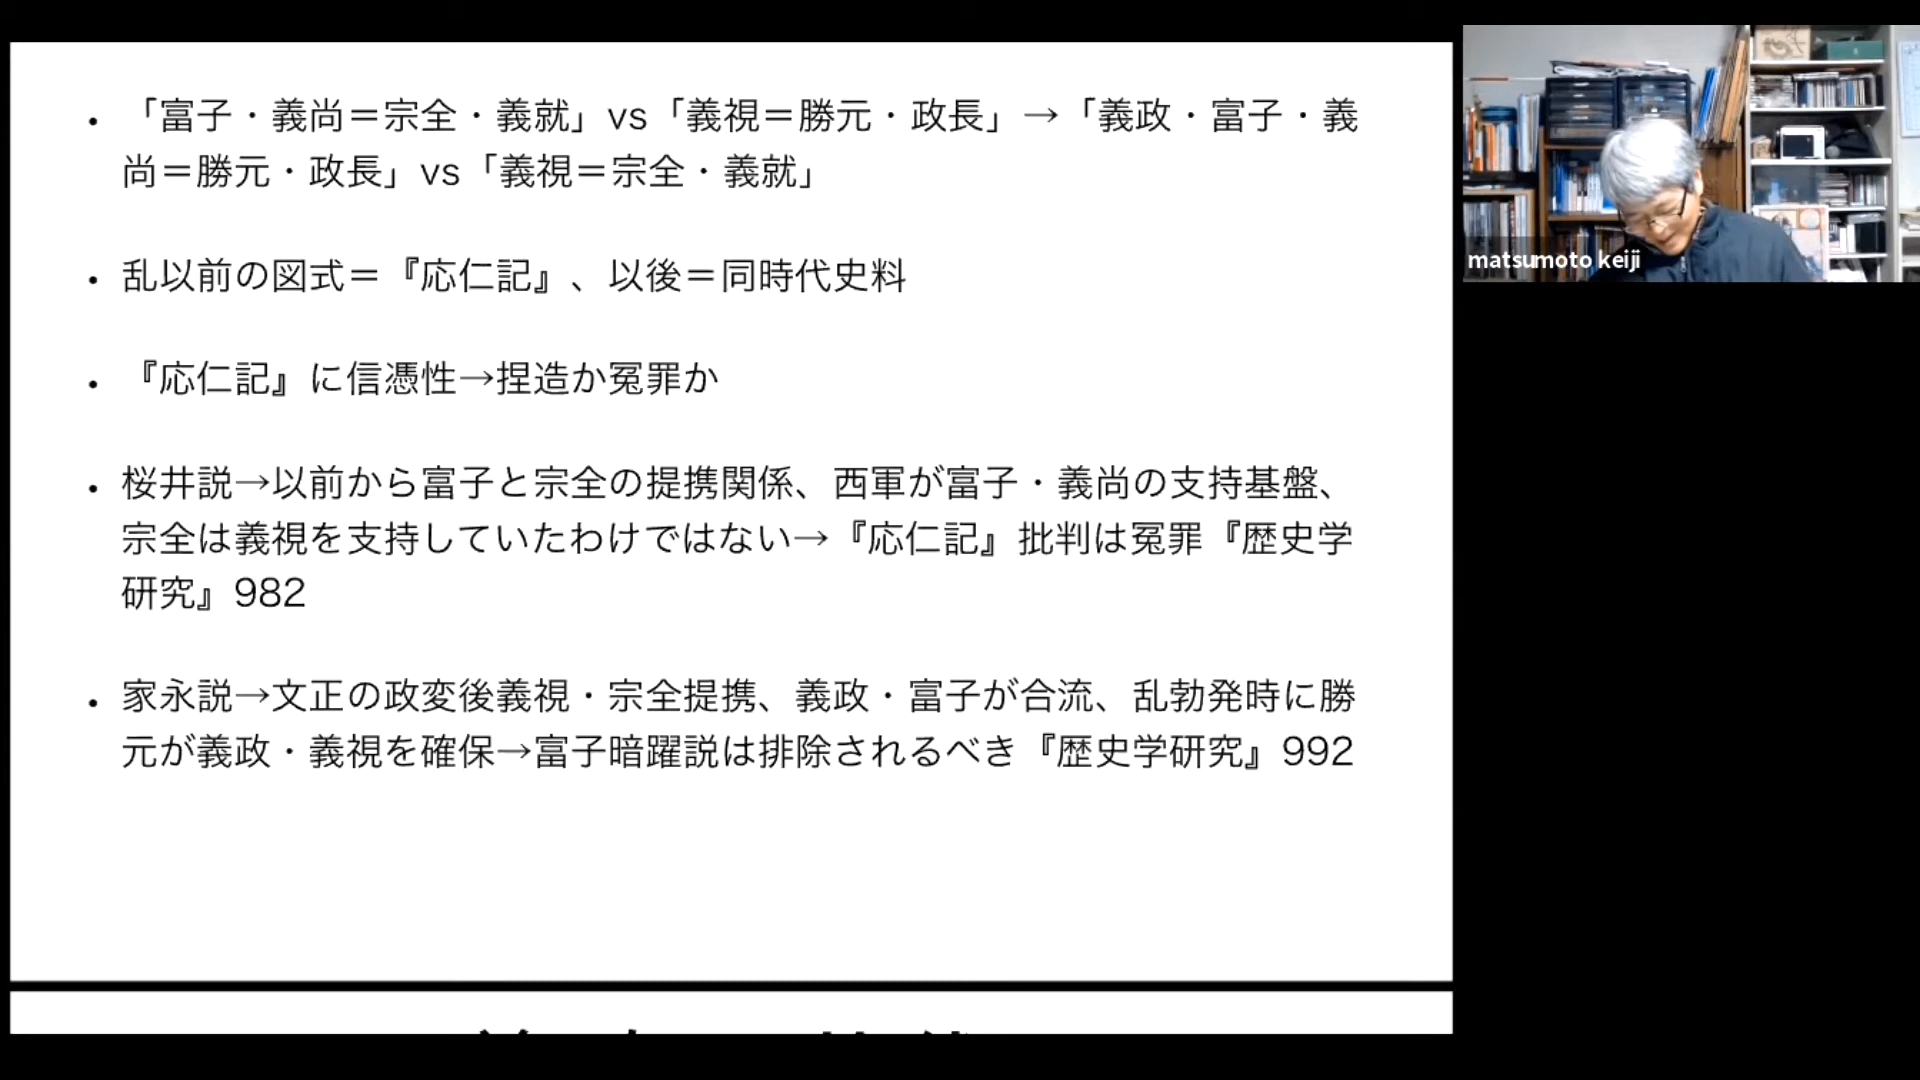 ・「富子・義尚＝宗全・義就」vs「義視＝勝元・政長」→「義政・富子・義
尚＝勝元・政長」vs「義視＝宗全・義就」
・乱以前の図式＝『応仁記』、以後＝同時代史料
・『応仁記』に信憑性→捏造か冤罪か
・桜井説→以前から富子と宗全の提携関係、西軍が富子・義尚の支持基盤、
宗全は義視を支持していたわけではない→『応仁記』批判は冤罪『歴史学
研究』982
・家永説→文正の政変後義視・宗全提携、義政・富子が合流、乱勃発時に勝
元が義政・義視を確保→富子暗躍説は排除されるべき『歴史学研究』992
matsumoto keiji